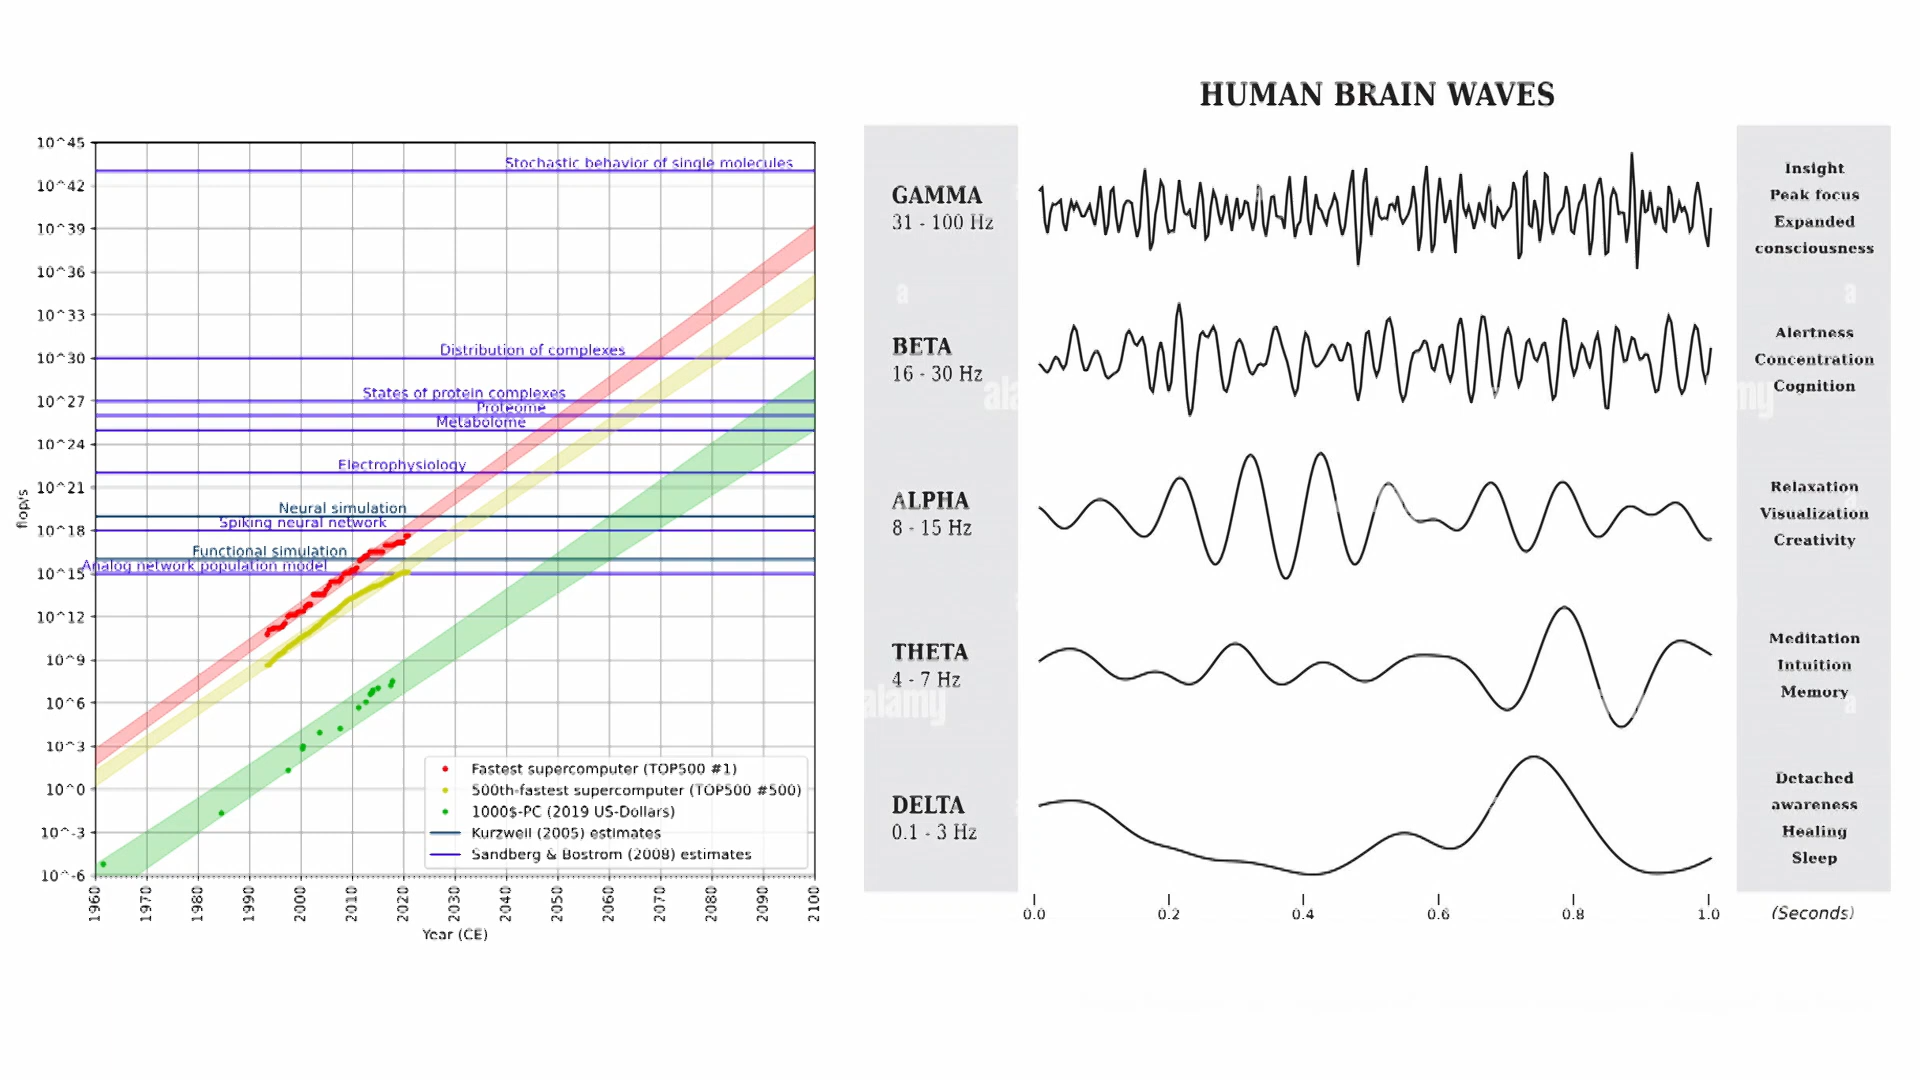 10^45
10^42
10^39
10^36
10^33
10^30
10^27
10^24
10^21
10^18
10^15
10^12
10^9
10^6
10^3
10^0
10^-3
10^-6
flop/s
Stochastic behavior of single molecules
Distribution of complexes
States of protein complexes
Proteome
Metabolome
Electrophysiology
Neural simulation
Spiking neural network
Functional simulation
Analog network population model
Fastest supercomputer (TOP500 #1)
500th-fastest supercomputer (TOP500 #500)
1000$-PC (2019 US-Dollars)
Kurzweil (2005) estimates
Sandberg & Bostrom (2008) estimates
1960 1970 1980 1990 2000 2010 2020 2030 2040 2050 2060 2070 2080 2090 2100
Year (CE)
HUMAN BRAIN WAVES
GAMMA
31 - 100 Hz
Insight
Peak focus
Expanded
consciousness
a
a
BETA
16 - 30 Hz
Alertness
Concentration
Cognition
ala
my
ALPHA
8 - 15 Hz
Relaxation
Visualization
Creativity
THETA
4 - 7 Hz
Meditation
Intuition
Memory
alamy
a
DELTA
0.1 - 3 Hz
Detached
awareness
Healing
Sleep
0.0 0.2 0.4 0.6 0.8 1.0 (Seconds)